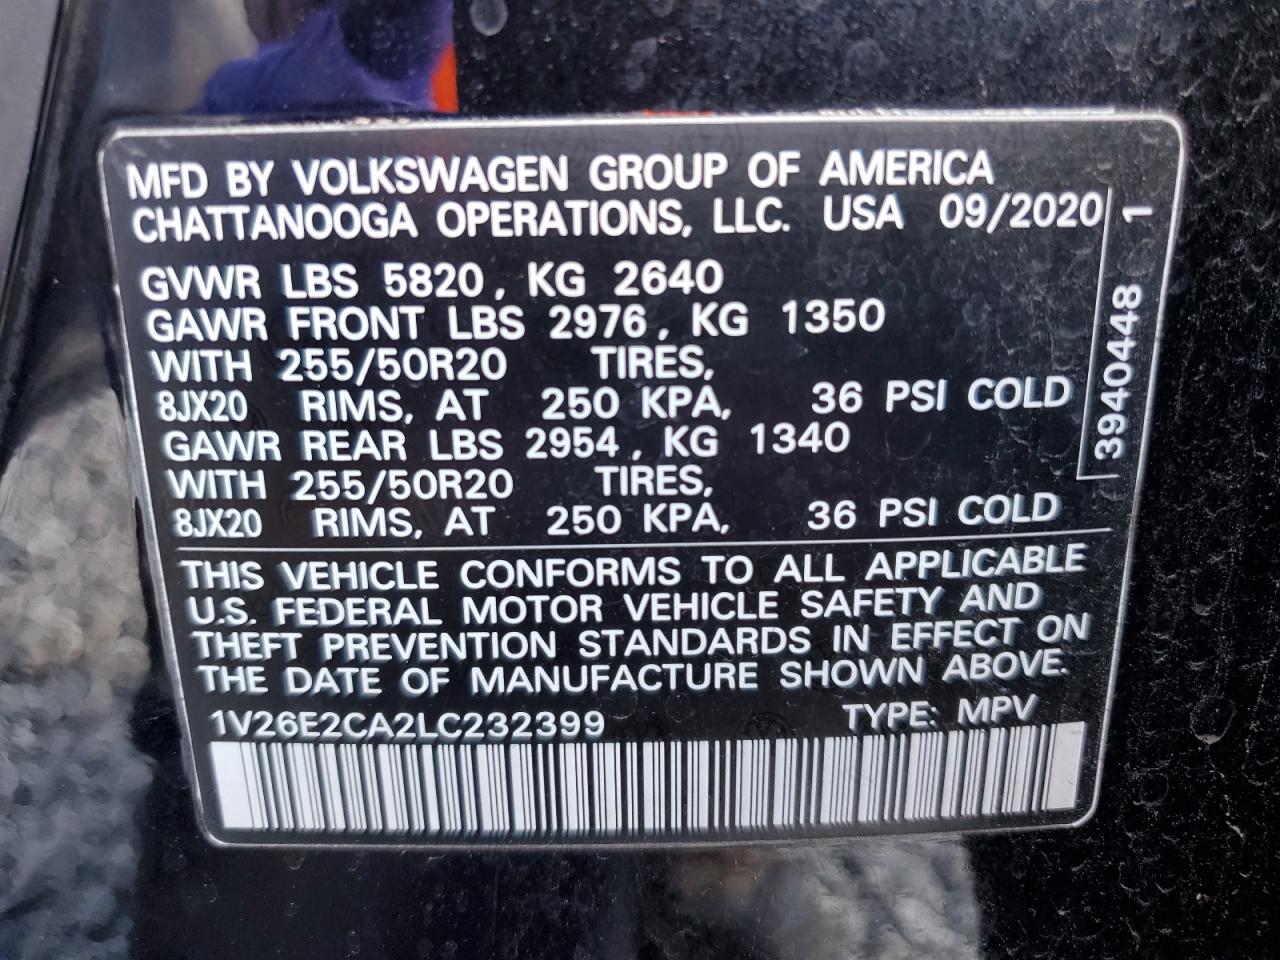 MFD BY VOLKSWAGEN GROUP OF AMERICA
CHATTANOOGA OPERATIONS, LLC. USA 09/2020
GVWR LBS 5820, KG 2640
GAWR FRONT LBS 2976, KG 1350
WITH 255/50R20 TIRES,
8JX20 RIMS, AT 250 KPA, 36 PSI COLD
GAWR REAR LBS 2954, KG 1340
WITH 255/50R20 TIRES,
8JX20 RIMS, AT 250 KPA, 36 PSI COLD
3940448 1
THIS VEHICLE CONFORMS TO ALL APPLICABLE
U.S. FEDERAL MOTOR VEHICLE SAFETY AND
THEFT PREVENTION STANDARDS IN EFFECT ON
THE DATE OF MANUFACTURE SHOWN ABOVE.
1V26E2CA2LC232399 TYPE: MPV